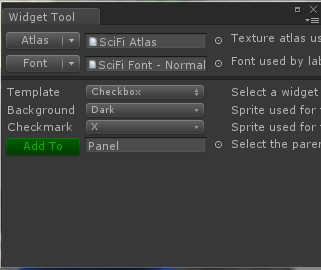 Widget Tool
Atlas SciFi Atlas Texture atlas us
Font SciFi Font - Normal Font used by lab
Template Checkbox Select a widget
Background Dark Sprite used for
Checkmark X Sprite used for
Add To Panel Select the paren